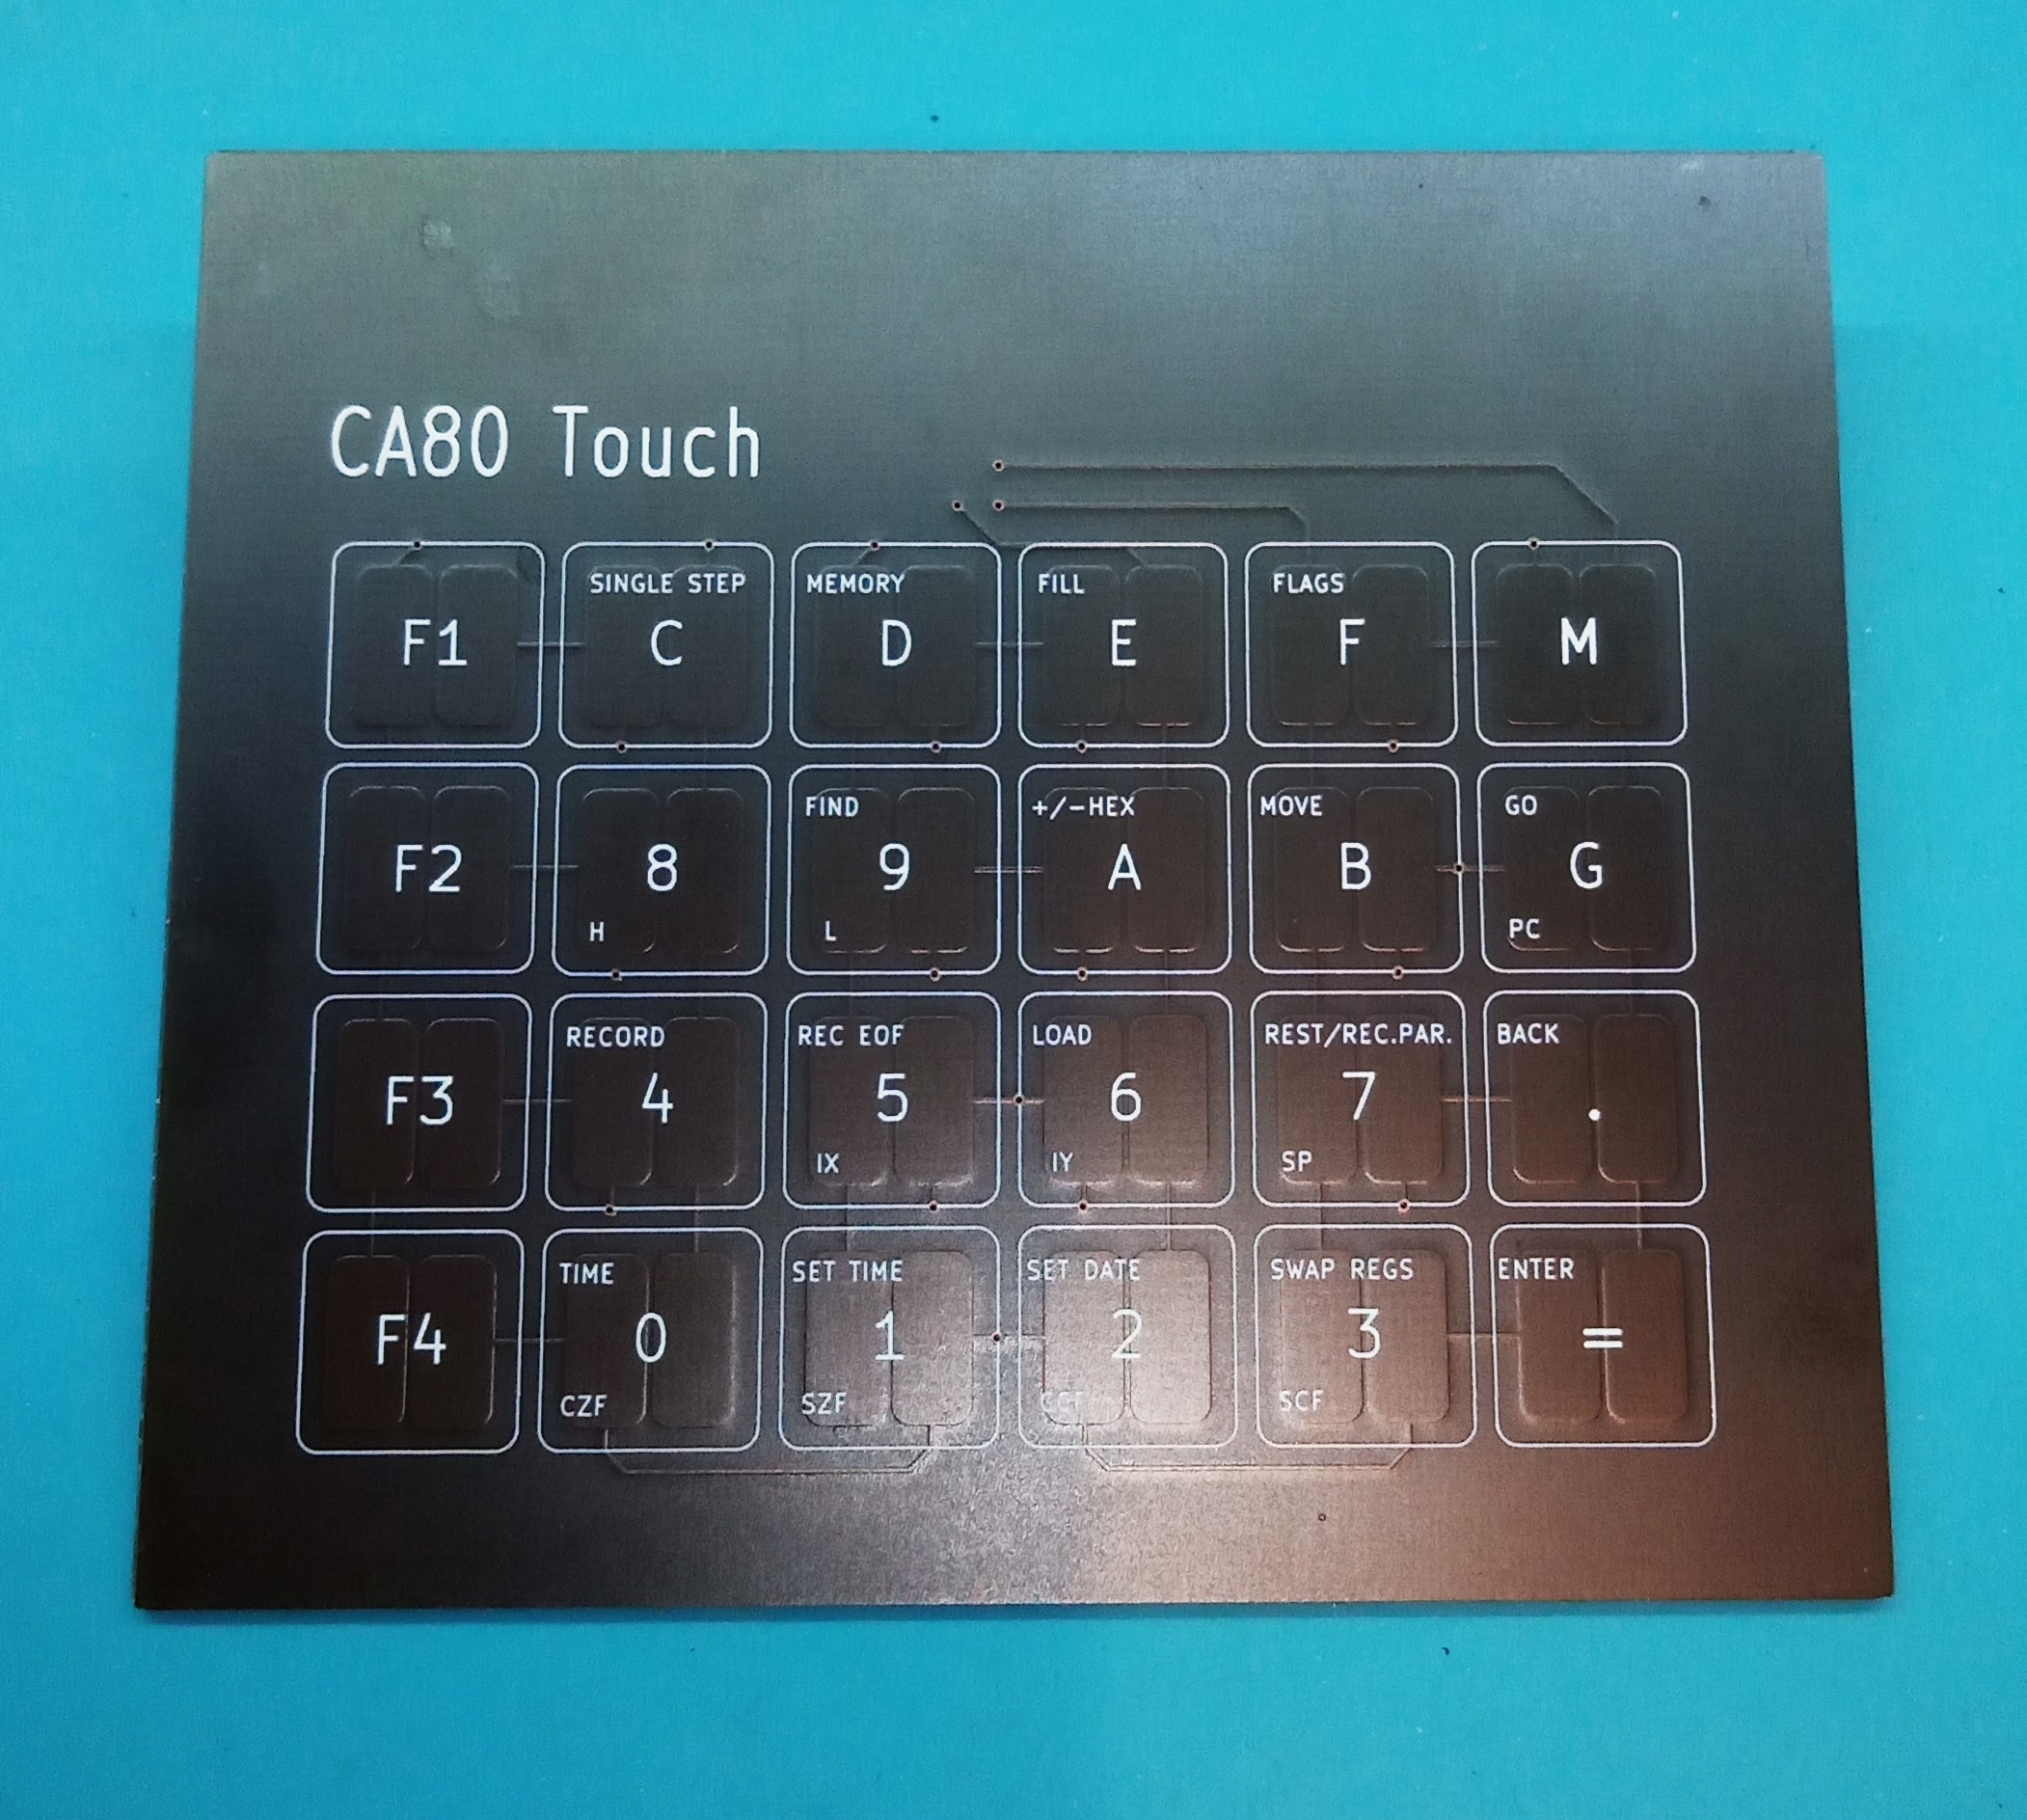 CA80 Touch
SINGLE STEP MEMORY FILL FLAGS
F1 C D E F M
FIND +/-HEX MOVE GO
F2 8 9 A B G
H L PC
RECORD REC EOF LOAD REST/REC.PAR. BACK
F3 4 5 6 7 .
IX IY SP
TIME SET TIME SET DATE SWAP REGS ENTER
F4 0 1 2 3 =
CZF SZF CCF SCF